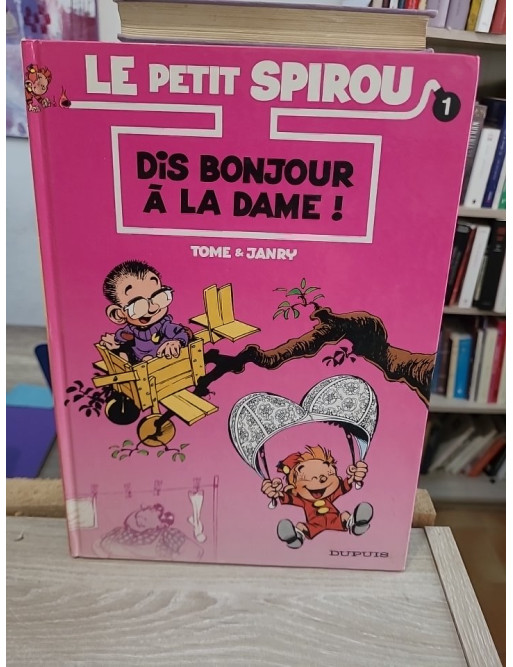 LE PETIT SPIROU
1
DiS BONJOUR
À LA DAME !
TOME & JANRY
DUPUIS